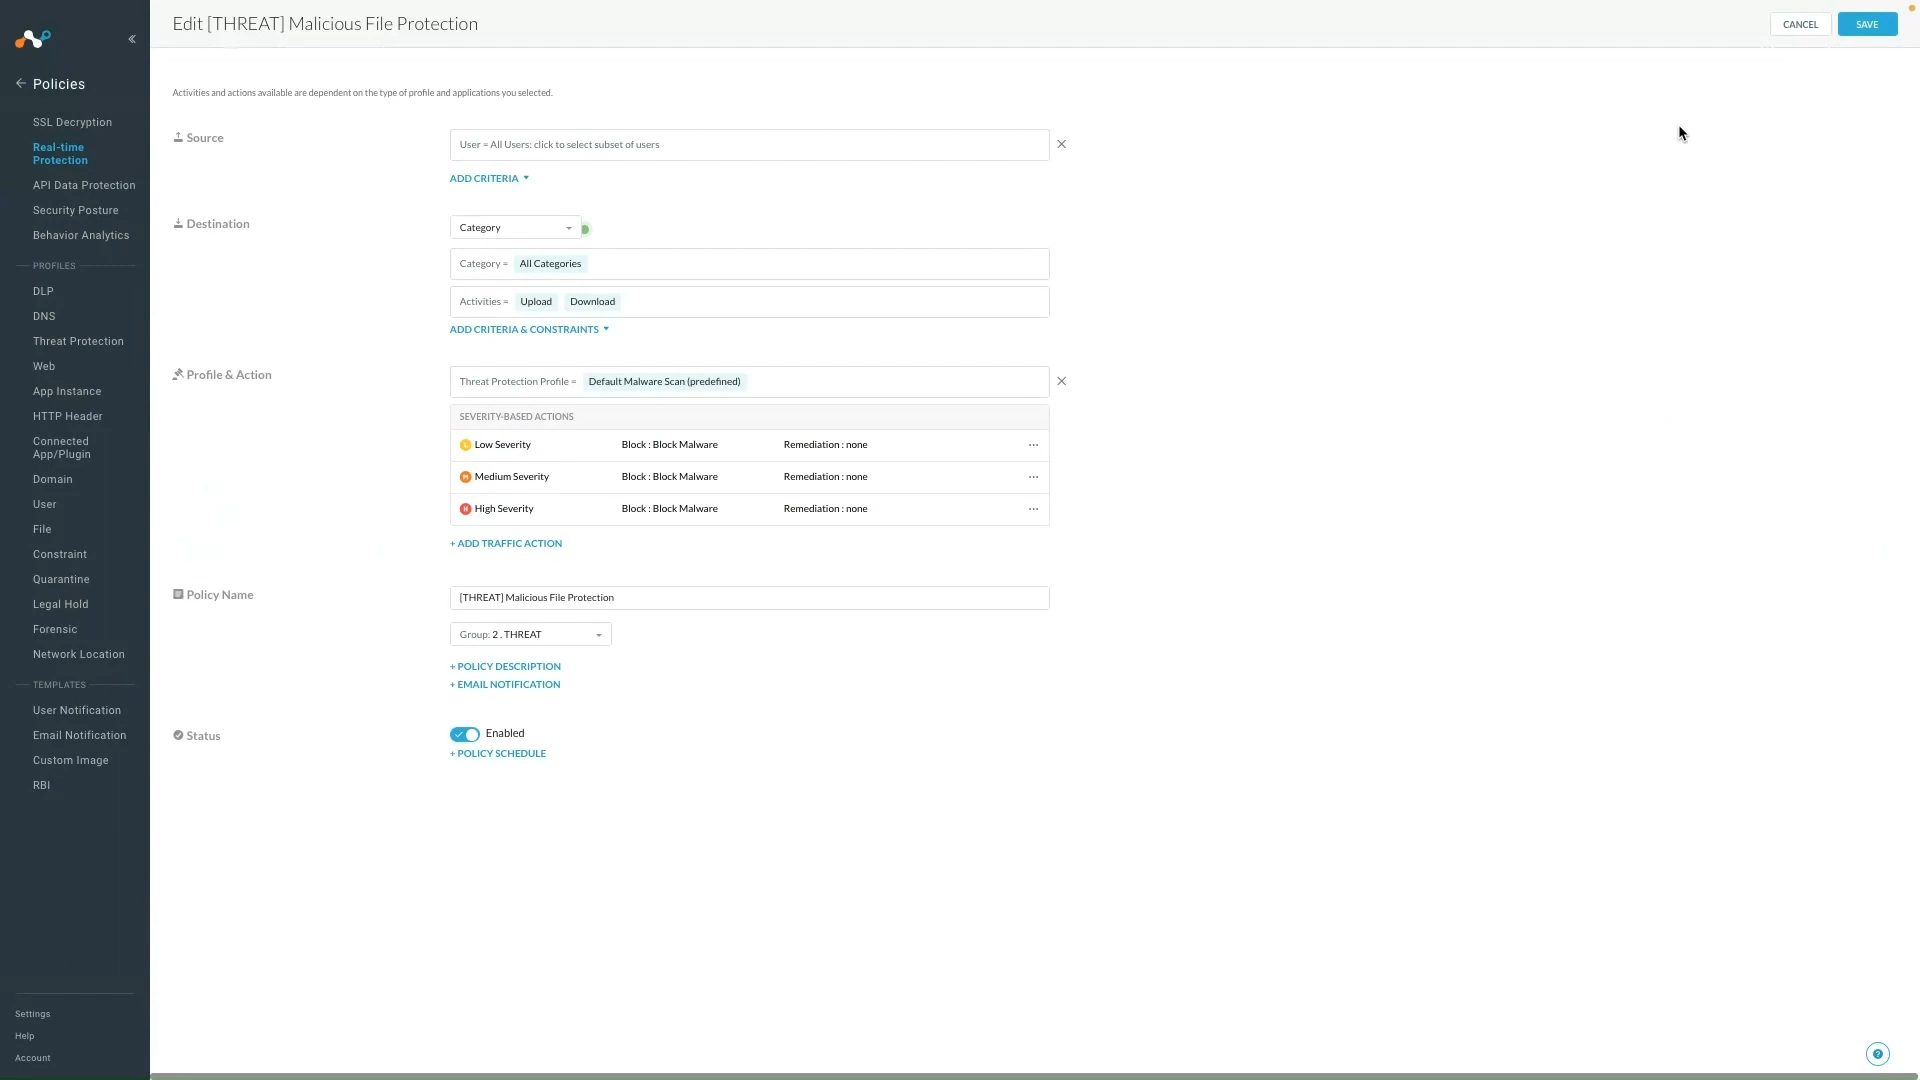 Edit [THREAT] Malicious File Protection
CANCEL
SAVE
Policies
SSL Decryption
Real-time
Protection
API Data Protection
Security Posture
Behavior Analytics
PROFILES
DLP
DNS
Threat Protection
Web
App Instance
HTTP Header
Connected
App/Plugin
Domain
User
File
Constraint
Quarantine
Legal Hold
Forensic
Network Location
TEMPLATES
User Notification
Email Notification
Custom Image
RBI
Settings
Help
Account
Activities and actions available are dependent on the type of profile and applications you selected.
Source
User = All Users: click to select subset of users
ADD CRITERIA
Destination
Category
Category = All Categories
Activities = Upload Download
ADD CRITERIA & CONSTRAINTS
Profile & Action
Threat Protection Profile = Default Malware Scan (predefined)
SEVERITY-BASED ACTIONS
L Low Severity Block : Block Malware Remediation : none ...
M Medium Severity Block : Block Malware Remediation : none ...
H High Severity Block : Block Malware Remediation : none ...
+ ADD TRAFFIC ACTION
Policy Name
[THREAT] Malicious File Protection
Group: 2 . THREAT
+ POLICY DESCRIPTION
+ EMAIL NOTIFICATION
Status
Enabled
+ POLICY SCHEDULE
?